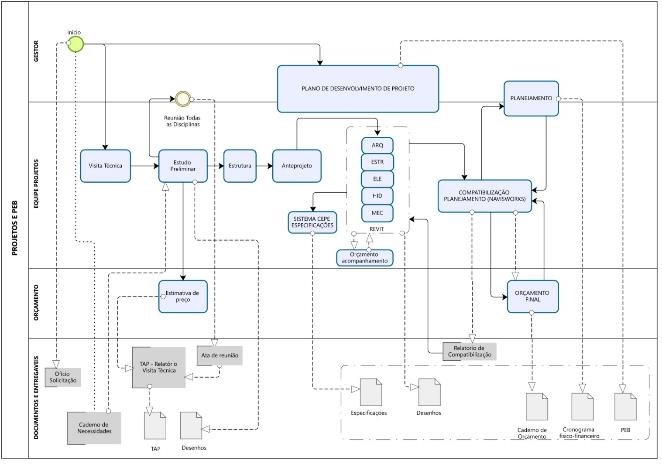 PROJETOS E PEB
GESTOR
Início
PLANO DE DESENVOLVIMENTO DE PROJETO
PLANEJAMENTO
Reunião Todas
as Disciplinas
EQUIPE PROJETOS
Visita Técnica
Estudo
Preliminar
Estrutura
Anteprojeto
ARQ
ESTR
ELE
HID
MEC
REVIT
SISTEMA CEPE
ESPECIFICAÇÕES
Orçamento
acompanhamento
COMPATIBILIZAÇÃO
PLANEJAMENTO (NAVISWORKS)
ORÇAMENTO
Estimativa de
preço
ORÇAMENTO
FINAL
DOCUMENTOS E ENTREGAVEIS
Ofício
Solicitação
TAP - Relatório
Visita Técnica
Ata de reunião
Relatorio de
Compatibilização
Caderno de
Necessidades
TAP
Desenhos
Especificações
Desenhos
Caderno de
Orçamento
Cronograma
físico-financeiro
PEB